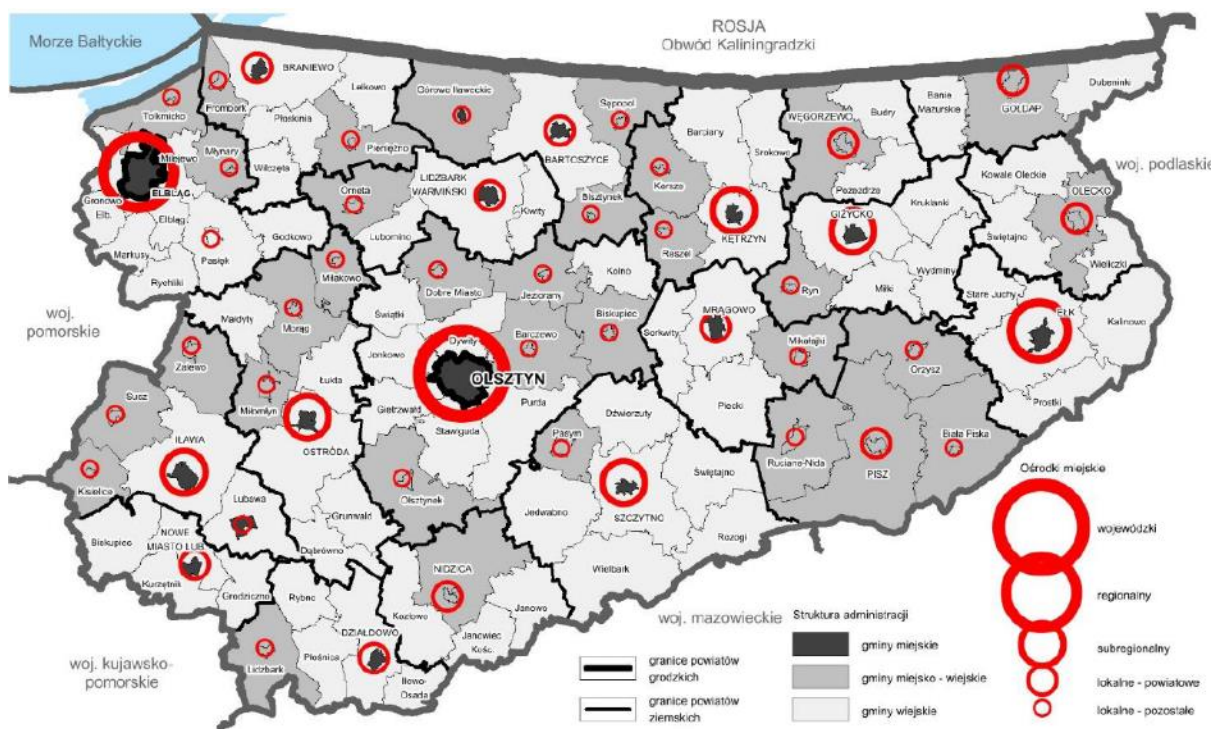 Morze Bałtyckie
ROSJA
Obwód Kaliningradzki
BRANIEWO
Lelkowo
Górowo Iławeckie
Sępopol
Frombork
Płoskinia
Tolkmicko
Pieniężno
BARTOSZYCE
Barciany
Srokowo
WĘGORZEWO
Budry
Banie
Mazurskie
GOŁDAP
Dubeninki
woj. podlaskie
Milejewo
Młynary
Wilczęta
ELBLĄG
Gronowo
Elb.
Elbląg
Markusy
Pasłęk
Rychliki
Godkowo
Orneta
LIDZBARK
WARMIŃSKI
Kiwity
Lubomino
Bisztynek
Korsze
Reszel
KĘTRZYN
Pozezdrze
GIŻYCKO
Kruklanki
Kowale Oleckie
OLECKO
Świętajno
Wieliczki
Wydminy
Miłki
Ryn
Miłakowo
Dobre Miasto
Jeziorany
Kolno
woj.
pomorskie
Małdyty
Morąg
Świątki
Dywity
Barczewo
Biskupiec
Sorkwity
MRĄGOWO
Mikołajki
Stare Juchy
EŁK
Kalinowo
Orzysz
Prostki
Zalewo
Jonkowo
OLSZTYN
Łukta
Miłomłyn
Purda
Gietrzwałd
Stawiguda
Piecki
Dźwierzuty
Susz
IŁAWA
OSTRÓDA
Pasym
Ruciane-Nida
PISZ
Biała Piska
Kisielice
Olsztynek
Świętajno
SZCZYTNO
Jedwabno
Lubawa
Grunwald
Dąbrówno
Rozogi
Wielbark
Biskupiec
NOWE
MIASTO LUB.
Kurzętnik
Grodziczno
Rybno
NIDZICA
Kozłowo
Janowo
Janowiec
Kośc.
DZIAŁDOWO
Płośnica
Iłowo-
Osada
Lidzbark
woj. kujawsko-
pomorskie
woj. mazowieckie
granice powiatów
grodzkich
granice powiatów
ziemskich
Struktura administracji
gminy miejskie
gminy miejsko - wiejskie
gminy wiejskie
Ośrodki miejskie
wojewódzki
regionalny
subregionalny
lokalne - powiatowe
lokalne - pozostałe